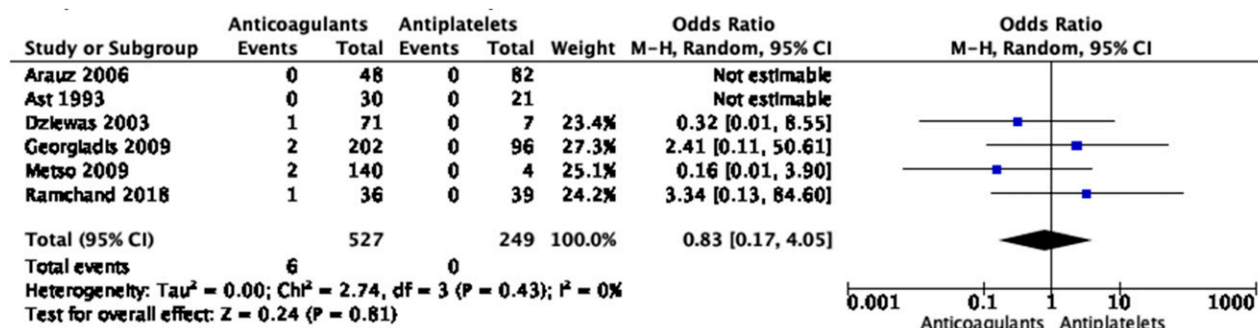 Anticoagulants Antiplatelets Odds Ratio Odds Ratio
Study or Subgroup Events Total Events Total Weight M-H, Random, 95% CI M-H, Random, 95% CI
Arauz 2006 0 48 0 82 Not estimable
Ast 1993 0 30 0 21 Not estimable
Dziewas 2003 1 71 0 7 23.4% 0.32 [0.01, 8.55]
Georgiadis 2009 2 202 0 96 27.3% 2.41 [0.11, 50.61]
Metso 2009 2 140 0 4 25.1% 0.16 [0.01, 3.90]
Ramchand 2018 1 36 0 39 24.2% 3.34 [0.13, 84.60]
Total (95% CI) 527 249 100.0% 0.83 [0.17, 4.05]
Total events 6 0
Heterogeneity: Tau² = 0.00; Chi² = 2.74, df = 3 (P = 0.43); I² = 0%
Test for overall effect: Z = 0.24 (P = 0.81)
0.001 0.1 1 10 1000
Anticoagulants Antiplatelets